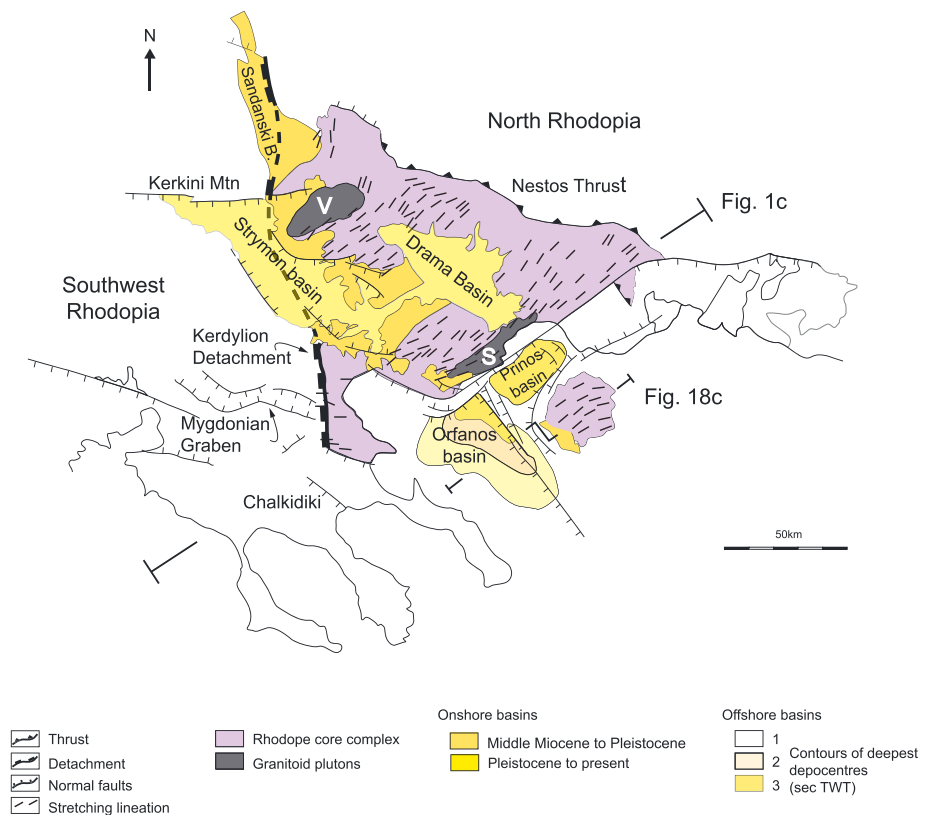 N
Sandanski B.
North Rhodopia
Kerkini Mtn
Nestos Thrust
V
Fig. 1c
Strymon basin
Drama Basin
Southwest
Rhodopia
Kerdylion
Detachment
S
Prinos
basin
Fig. 18c
Mygdonian
Graben
Orfanos
basin
Chalkidiki
50km
Thrust
Detachment
Normal faults
Stretching lineation
Rhodope core complex
Granitoid plutons
Onshore basins
Middle Miocene to Pleistocene
Pleistocene to present
Offshore basins
1
2 Contours of deepest
depocentres
3 (sec TWT)